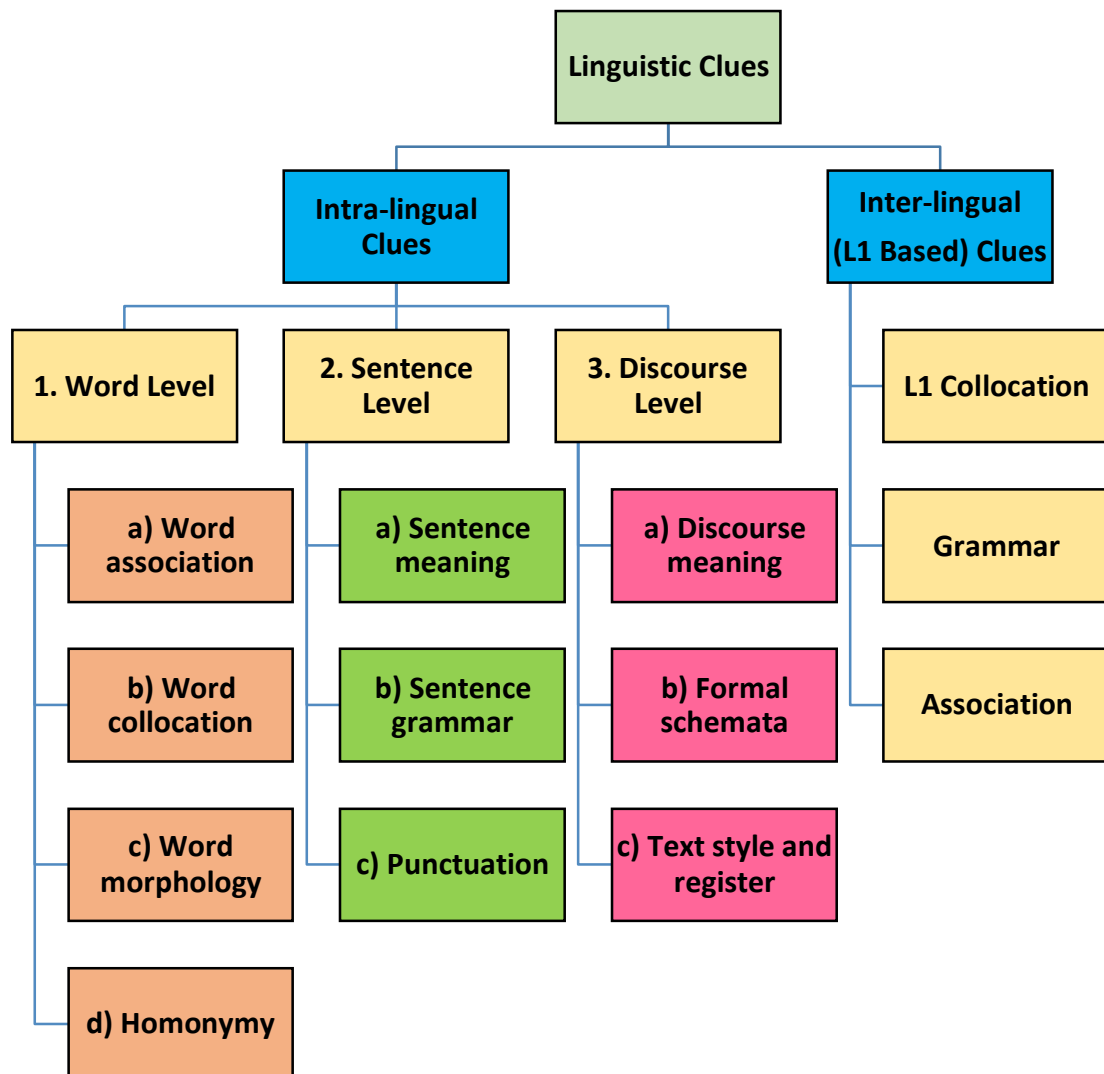 Linguistic Clues
Intra-lingual
Clues
Inter-lingual
(L1 Based) Clues
1. Word Level
2. Sentence
Level
3. Discourse
Level
L1 Collocation
a) Word
association
a) Sentence
meaning
a) Discourse
meaning
Grammar
b) Word
collocation
b) Sentence
grammar
b) Formal
schemata
Association
c) Word
morphology
c) Punctuation
c) Text style and
register
d) Homonymy